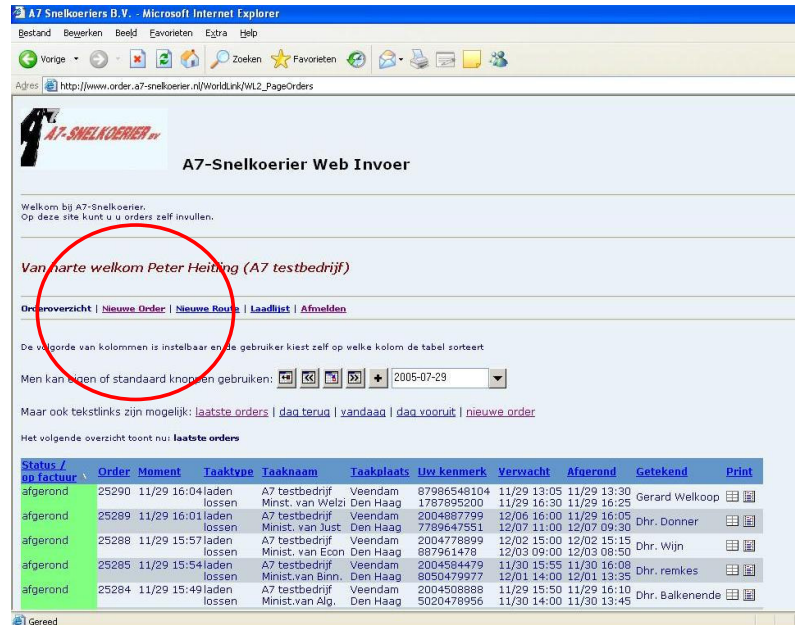 A7 Snelkoeriers B.V. - Microsoft Internet Explorer
Bestand Bewerken Beeld Favorieten Extra Help
Vorige Zoeken Favorieten
Adres http://www.order.a7-snelkoerier.nl/WorldLink/WL2_PageOrders
A7-SNELKOERIER BV
A7-Snelkoerier Web Invoer
Welkom bij A7-Snelkoerier.
Op deze site kunt u u orders zelf invullen.
Van harte welkom Peter Heitling (A7 testbedrijf)
Orderoverzicht | Nieuwe Order | Nieuwe Route | Laadlijst | Afmelden
De volgorde van kolommen is instelbaar en de gebruiker kiest zelf op welke kolom de tabel sorteert
Men kan eigen of standaard knoppen gebruiken: 2005-07-29
Maar ook tekstlinks zijn mogelijk: laatste orders | dag terug | vandaag | dag vooruit | nieuwe order
Het volgende overzicht toont nu: laatste orders
Status / op factuur Order Moment Taaktype Taaknaam Taakplaats Uw kenmerk Verwacht Afgerond Getekend Print
afgerond 25290 11/29 16:04 laden A7 testbedrijf Veendam 87986548104 11/29 13:05 11/29 13:30 Gerard Welkoop
lossen Minst. van Welzi Den Haag 1787895200 11/29 16:30 11/29 16:25
afgerond 25289 11/29 16:01 laden A7 testbedrijf Veendam 2004887799 12/06 16:00 11/29 16:05 Dhr. Donner
lossen Minist. van Just Den Haag 7789647551 12/07 11:00 12/07 09:30
afgerond 25288 11/29 15:57 laden A7 testbedrijf Veendam 2004778899 12/02 15:00 12/02 15:15 Dhr. Wijn
lossen Minist. van Econ Den Haag 887961478 12/03 09:00 12/03 08:50
afgerond 25285 11/29 15:54 laden A7 testbedrijf Veendam 2004584479 11/30 15:55 11/30 16:08 Dhr. remkes
lossen Minist.van Binn. Den Haag 8050479977 12/01 14:00 12/01 13:35
afgerond 25284 11/29 15:49 laden A7 testbedrijf Veendam 2004508888 11/29 15:50 11/29 16:10 Dhr. Balkenende
lossen Minist.van Alg. Den Haag 5020478956 11/30 14:00 11/30 13:45
Gereed